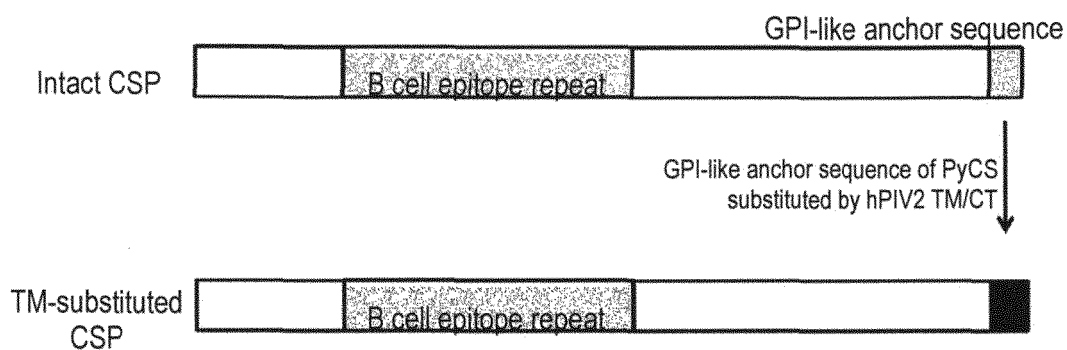 GPI-like anchor sequence
Intact CSP
B cell epitope repeat
GPI-like anchor sequence of PyCS
substituted by hPIV2 TM/CT
TM-substituted
CSP
B cell epitope repeat